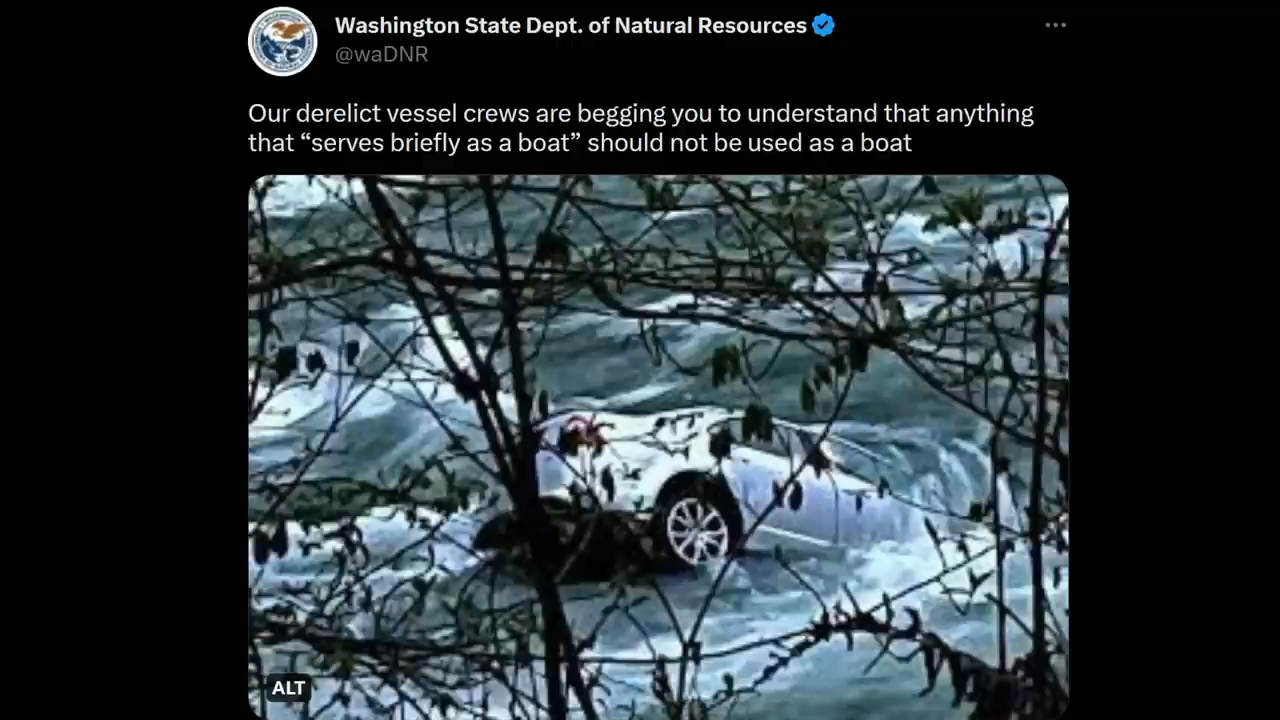 Washington State Dept. of Natural Resources
@waDNR
Our derelict vessel crews are begging you to understand that anything
that “serves briefly as a boat” should not be used as a boat
ALT